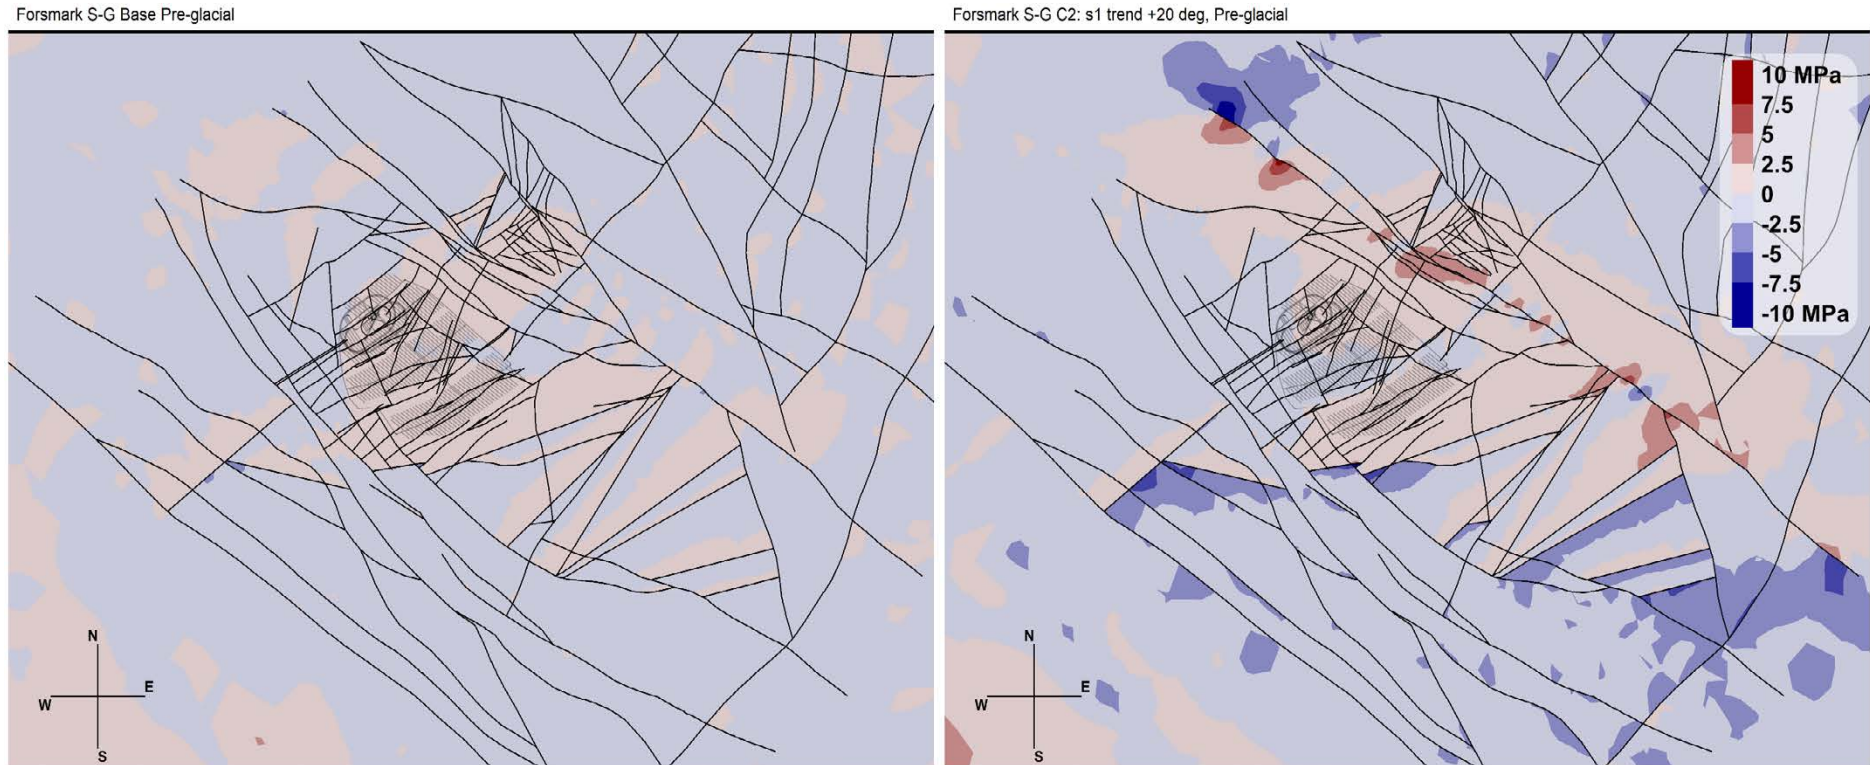 Forsmark S-G Base Pre-glacial
Forsmark S-G C2: s1 trend +20 deg, Pre-glacial
10 MPa
7.5
5
2.5
0
-2.5
-5
-7.5
-10 MPa
N
W
E
S
N
W
E
S